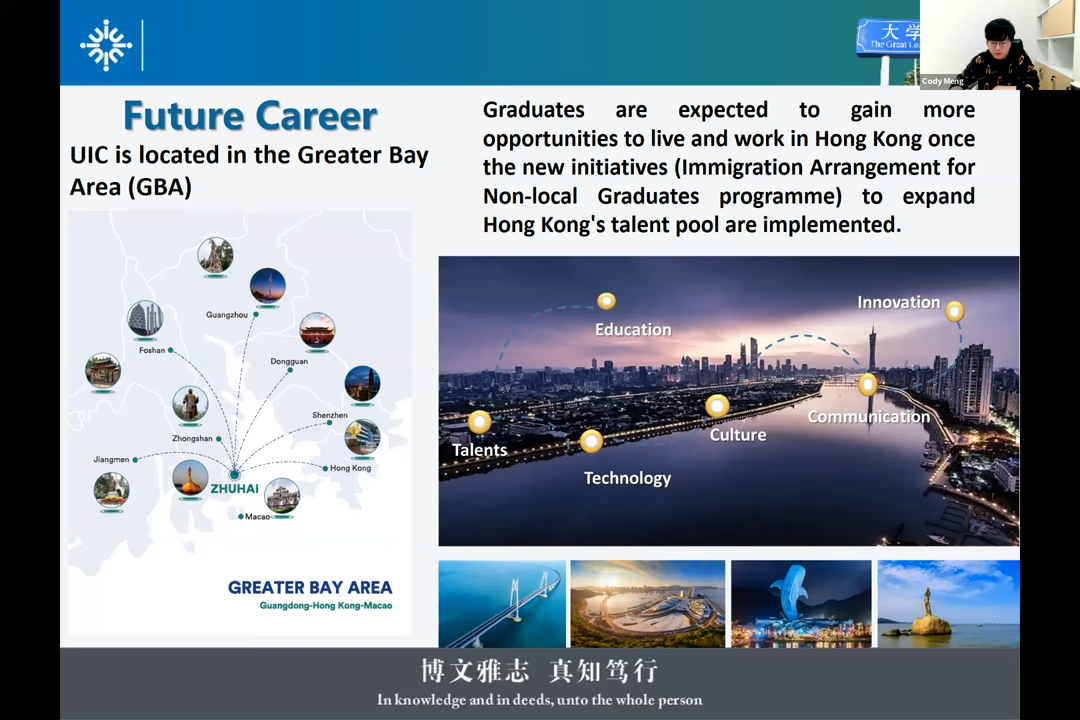 UIC
大学
The Great Le
Cody Meng
Future Career
UIC is located in the Greater Bay
Area (GBA)
Graduates are expected to gain more
opportunities to live and work in Hong Kong once
the new initiatives (Immigration Arrangement for
Non-local Graduates programme) to expand
Hong Kong's talent pool are implemented.
Guangzhou
Foshan
Dongguan
Shenzhen
Zhongshan
Jiangmen
Hong Kong
ZHUHAI
Macao
GREATER BAY AREA
Guangdong-Hong Kong-Macao
Education
Innovation
Talents
Culture
Communication
Technology
博文雅志 真知笃行
In knowledge and in deeds, unto the whole person